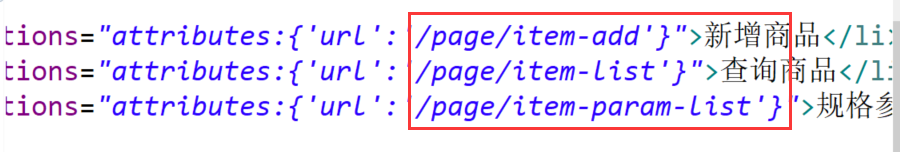 tions="attributes:{'url':'/page/item-add'}">新增商品</li>
tions="attributes:{'url':'/page/item-list'}">查询商品</li
tions="attributes:{'url':'/page/item-param-list'}">规格参